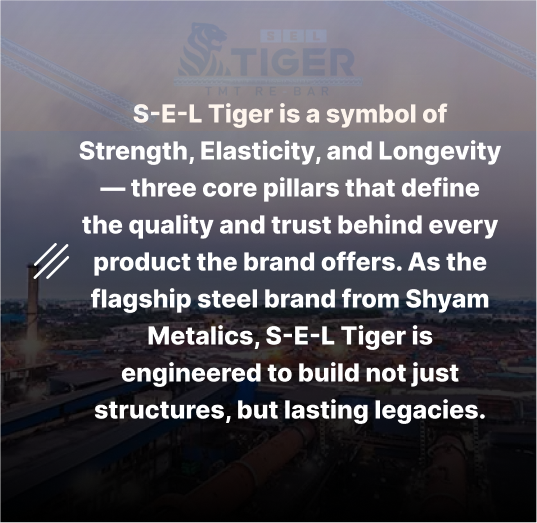 SEL
TIGER
TMT RE-BAR
S-E-L Tiger is a symbol of
Strength, Elasticity, and Longevity
— three core pillars that define
the quality and trust behind every
product the brand offers. As the
flagship steel brand from Shyam
Metalics, S-E-L Tiger is
engineered to build not just
structures, but lasting legacies.